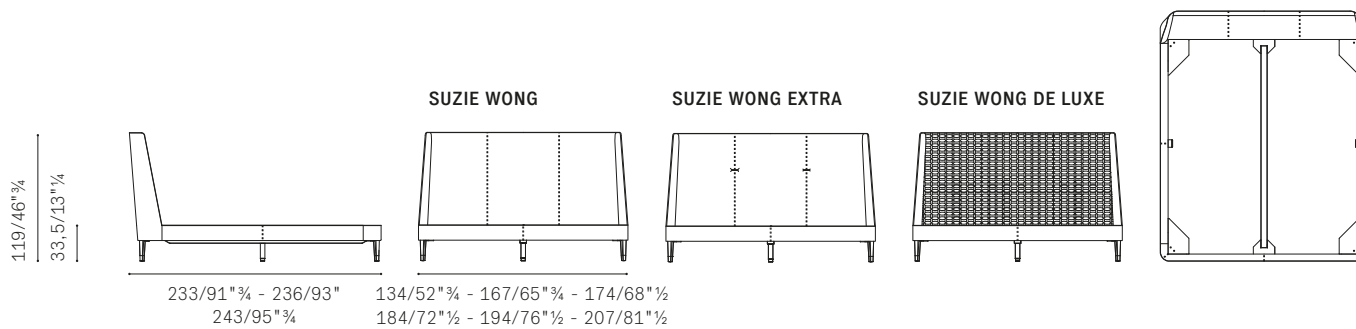 SUZIE WONG
SUZIE WONG EXTRA
SUZIE WONG DE LUXE
119/46"¾
33,5/13"¼
233/91"¾ - 236/93"
243/95"¾
134/52"¾ - 167/65"¾ - 174/68"½
184/72"½ - 194/76"½ - 207/81"½